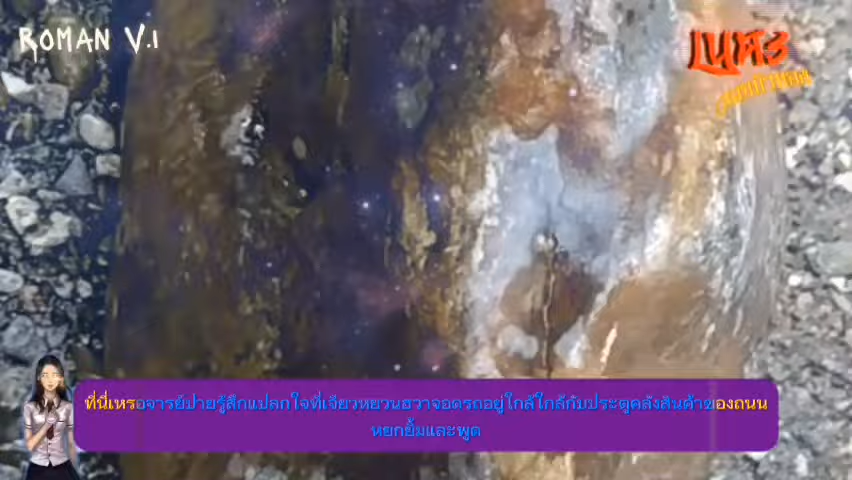 ROMAN V.1
ที่นี่เหรอจารย์ป่ายรู้สึกแปลกใจที่เจียวหยวนฮวาจอดรถอยู่ใกล้ใกล้กับประตูคลังสินค้าของถนน
หยกยิ้มและพูด